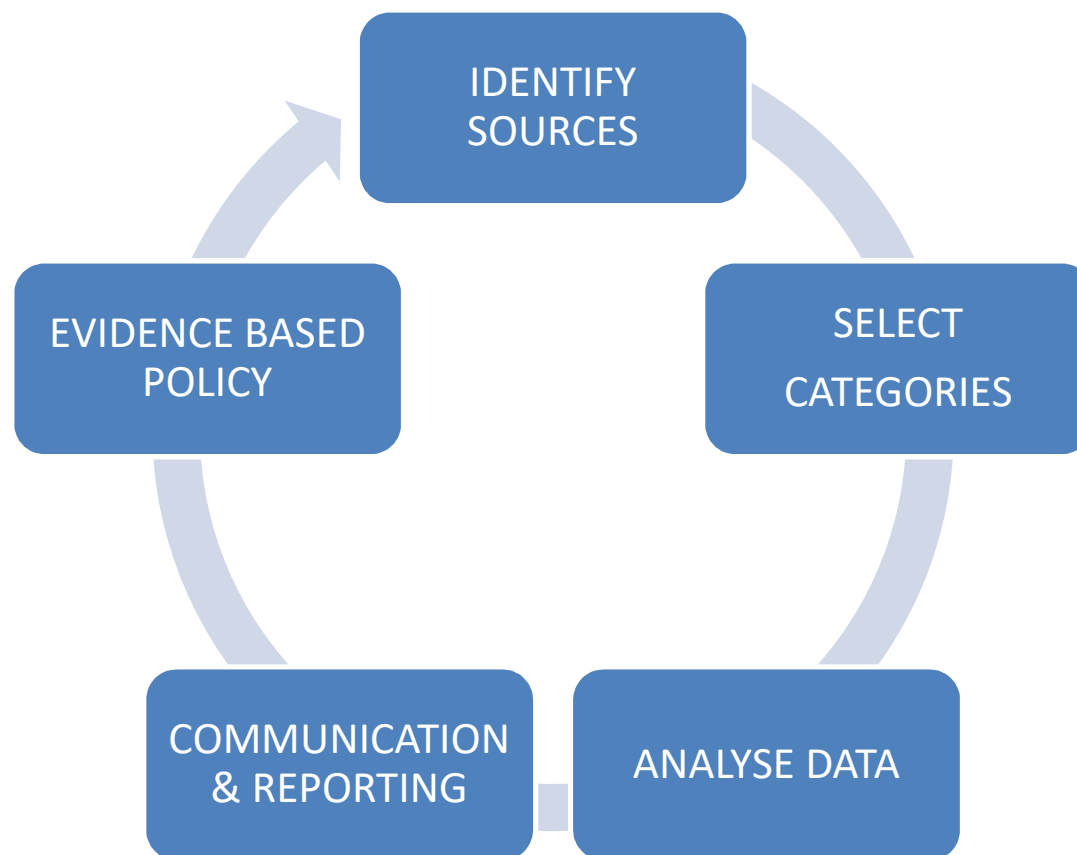 IDENTIFY
SOURCES
SELECT
CATEGORIES
ANALYSE DATA
COMMUNICATION
& REPORTING
EVIDENCE BASED
POLICY